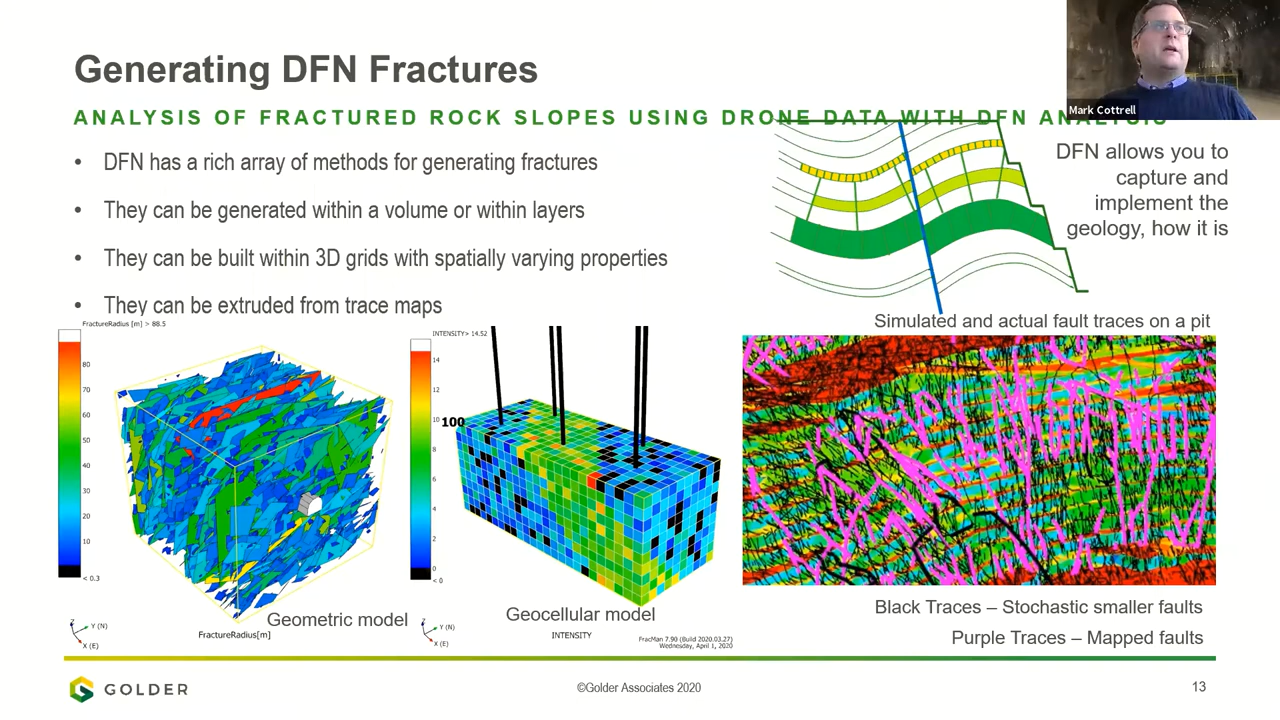 Mark Cottrell
Generating DFN Fractures
ANALYSIS OF FRACTURED ROCK SLOPES USING DRONE DATA WITH DFN ANALYSIS
• DFN has a rich array of methods for generating fractures
• They can be generated within a volume or within layers
• They can be built within 3D grids with spatially varying properties
• They can be extruded from trace maps
DFN allows you to
capture and
implement the
geology, how it is
FractureRadius [m] > 88.5
80
70
60
50
40
30
20
10
< 0.3
Z
Y (N)
X (E)
Geometric model
FractureRadius[m]
INTENSITY> 14.52
14
12
10
8
6
4
2
0
< 0
100
Z
Y (N)
X (E)
Geocellular model
INTENSITY
FracMan 7.90 (Build 2020.03.27)
Wednesday, April 1, 2020
Simulated and actual fault traces on a pit
Black Traces – Stochastic smaller faults
Purple Traces – Mapped faults
GOLDER
©Golder Associates 2020
13